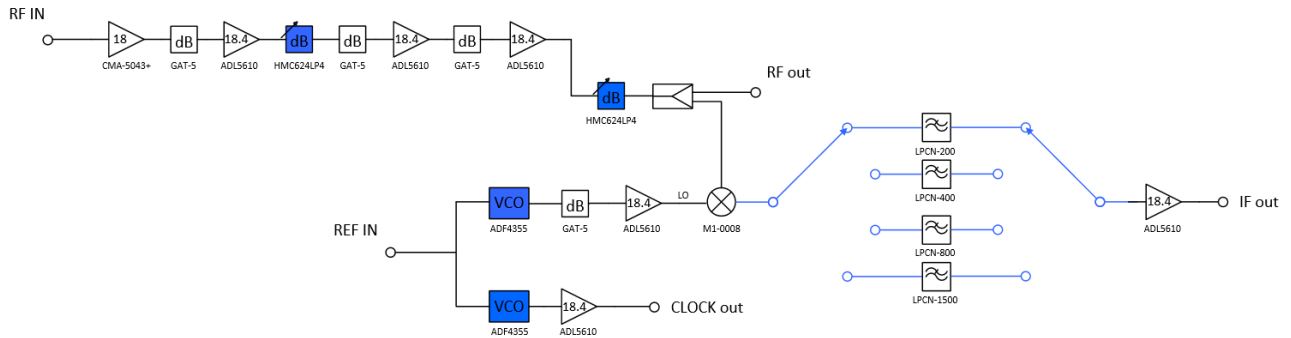 RF IN
18
dB
18.4
dB
dB
18.4
dB
18.4
CMA-5043+
GAT-5
ADL5610
HMC624LP4
GAT-5
ADL5610
GAT-5
ADL5610
RF out
dB
HMC624LP4
LPCN-200
LPCN-400
VCO
dB
18.4
LO
ADF4355
GAT-5
ADL5610
M1-0008
18.4
IF out
ADL5610
REF IN
LPCN-800
LPCN-1500
VCO
18.4
CLOCK out
ADF4355
ADL5610